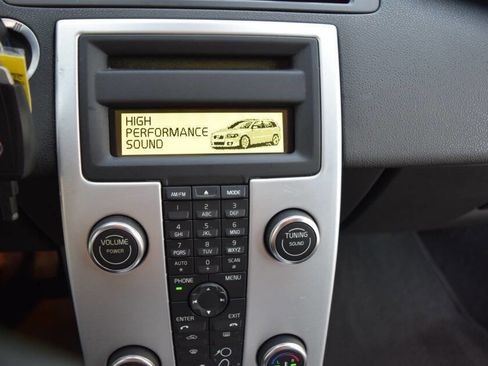 HIGH
PERFORMANCE
SOUND
AM/FM
MODE
1
2 ABC
3 DEF
4 GHI
5 JKL
6 MNO
7 PQRS
8 TUV
9 WXYZ
AUTO *
0 +
SCAN #
VOLUME
POWER
TUNING
SOUND
PHONE
MENU
ENTER
EXIT